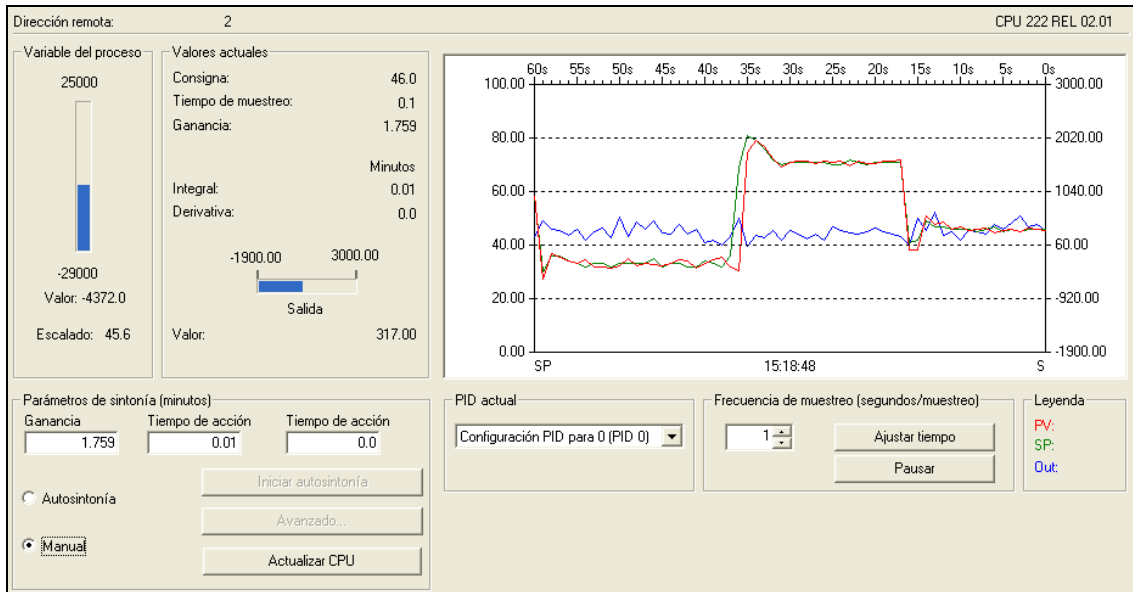 Dirección remota: 2 CPU 222 REL 02.01
Variable del proceso
25000
-29000
Valor: -4372.0
Escalado: 45.6
Valores actuales
Consigna: 46.0
Tiempo de muestreo: 0.1
Ganancia: 1.759
Minutos
Integral: 0.01
Derivativa: 0.0
-1900.00 3000.00
Salida
Valor: 317.00
60s 55s 50s 45s 40s 35s 30s 25s 20s 15s 10s 5s 0s
100.00 3000.00
80.00 2020.00
60.00 1040.00
40.00 60.00
20.00 -920.00
0.00 -1900.00
SP 15:18:48 S
Parámetros de sintonía (minutos)
Ganancia Tiempo de acción Tiempo de acción
1.759 0.01 0.0
Autosintonía
Manual
Iniciar autosintonía
Avanzado...
Actualizar CPU
PID actual
Configuración PID para 0 (PID 0)
Frecuencia de muestreo (segundos/muestreo)
1 Ajustar tiempo
Pausar
Leyenda
PV:
SP:
Out: